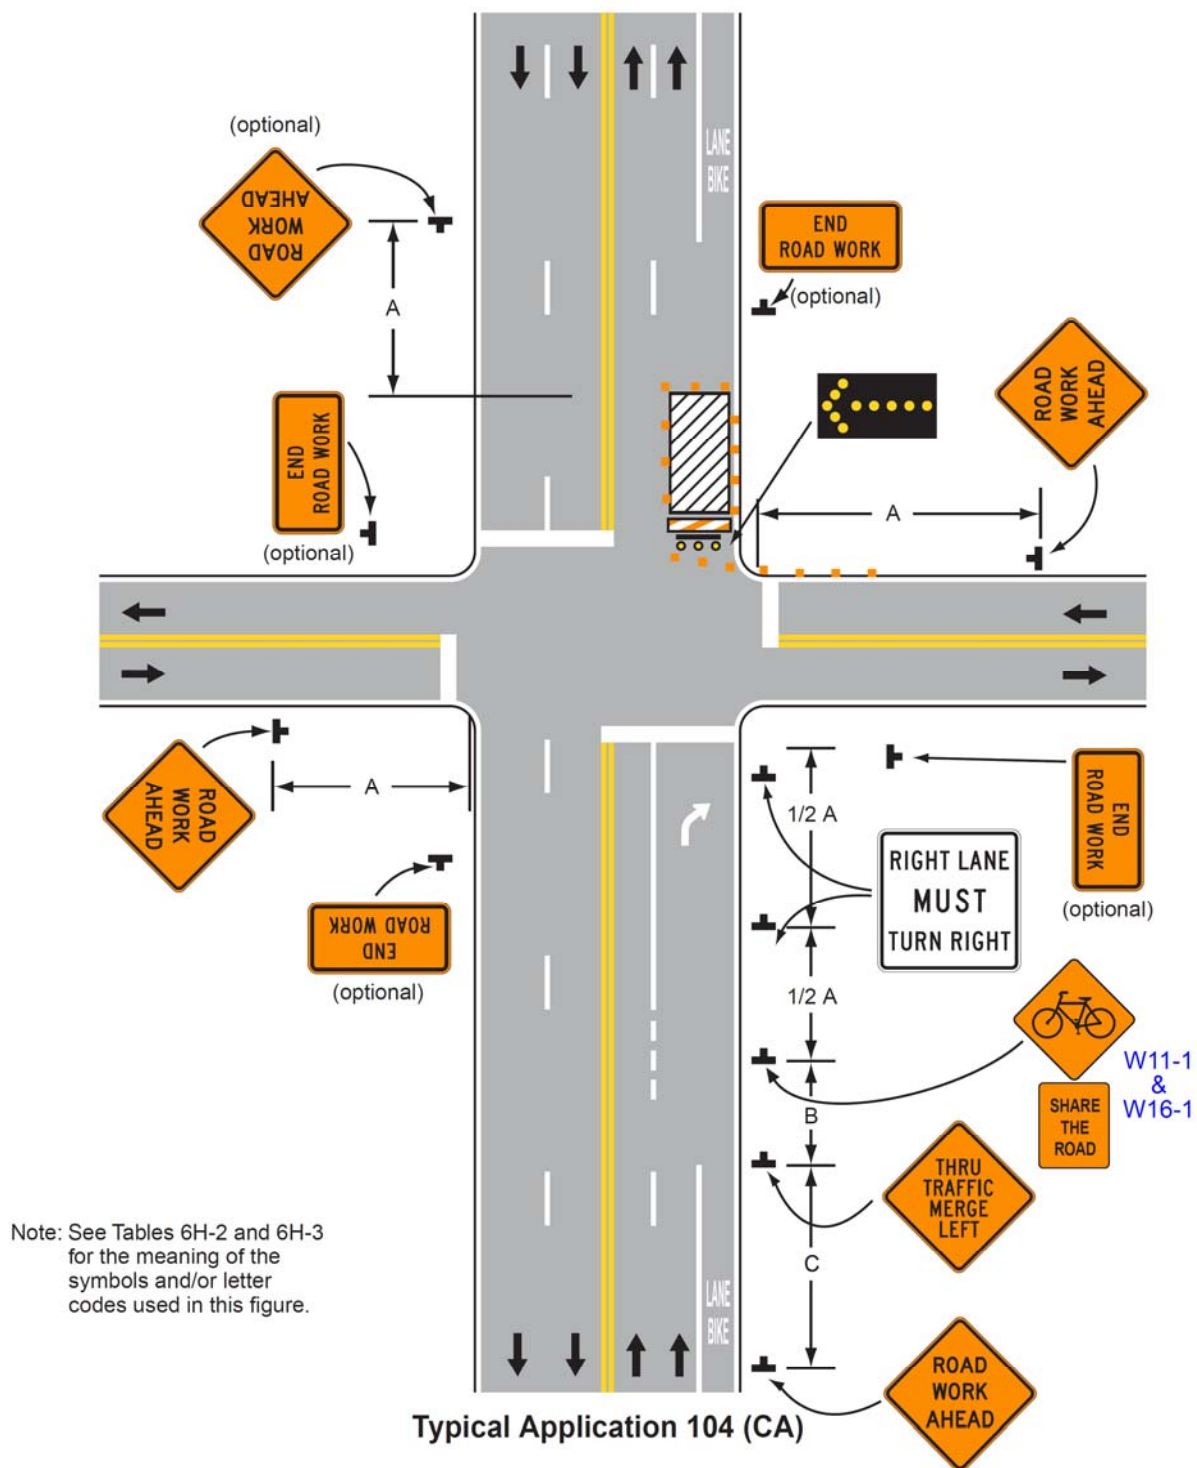 (optional)
ROAD
WORK
AHEAD
A
END
ROAD WORK
(optional)
LANE
BIKE
END
ROAD WORK
(optional)
ROAD
WORK
AHEAD
A
ROAD
WORK
AHEAD
A
END
ROAD WORK
(optional)
1/2 A
1/2 A
B
C
RIGHT LANE
MUST
TURN RIGHT
END
ROAD WORK
(optional)
W11-1
&
W16-1
SHARE
THE
ROAD
THRU
TRAFFIC
MERGE
LEFT
LANE
BIKE
ROAD
WORK
AHEAD
Note: See Tables 6H-2 and 6H-3
for the meaning of the
symbols and/or letter
codes used in this figure.
Typical Application 104 (CA)